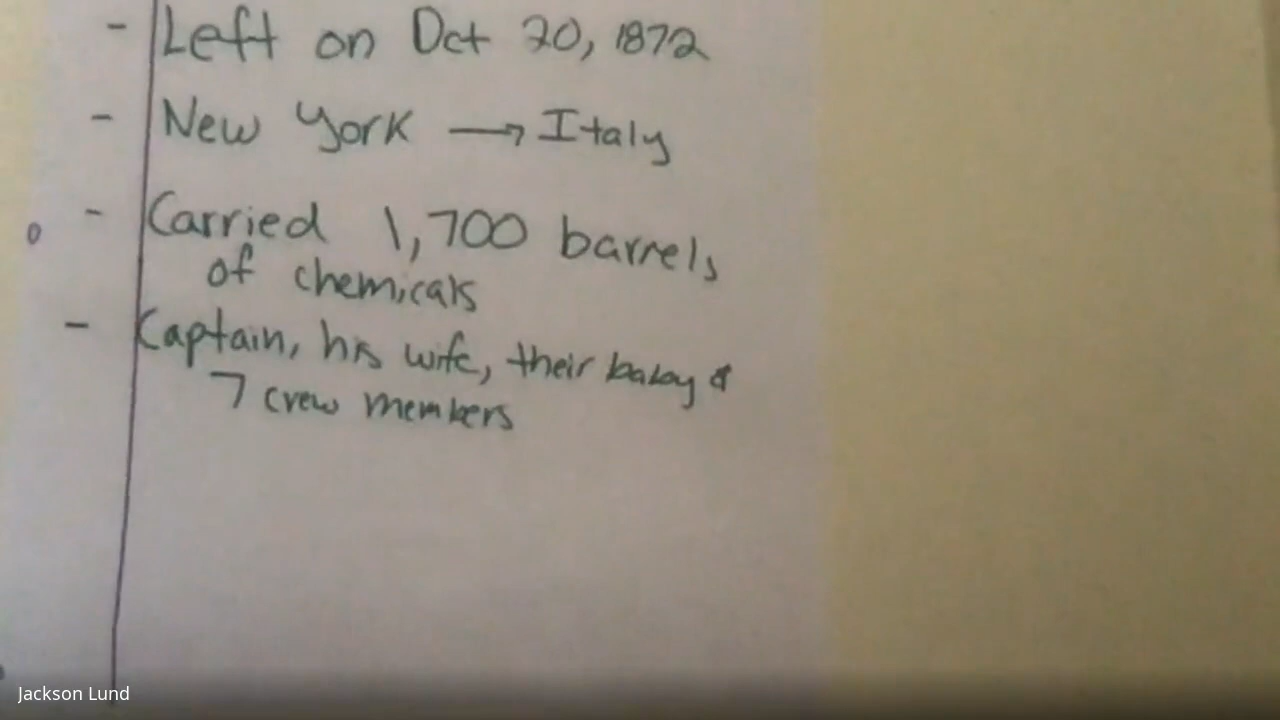 - Left on Oct 20, 1872
- New York → Italy
- Carried 1,700 barrels
of chemicals
- Captain, his wife, their baby &
7 crew members
Jackson Lund